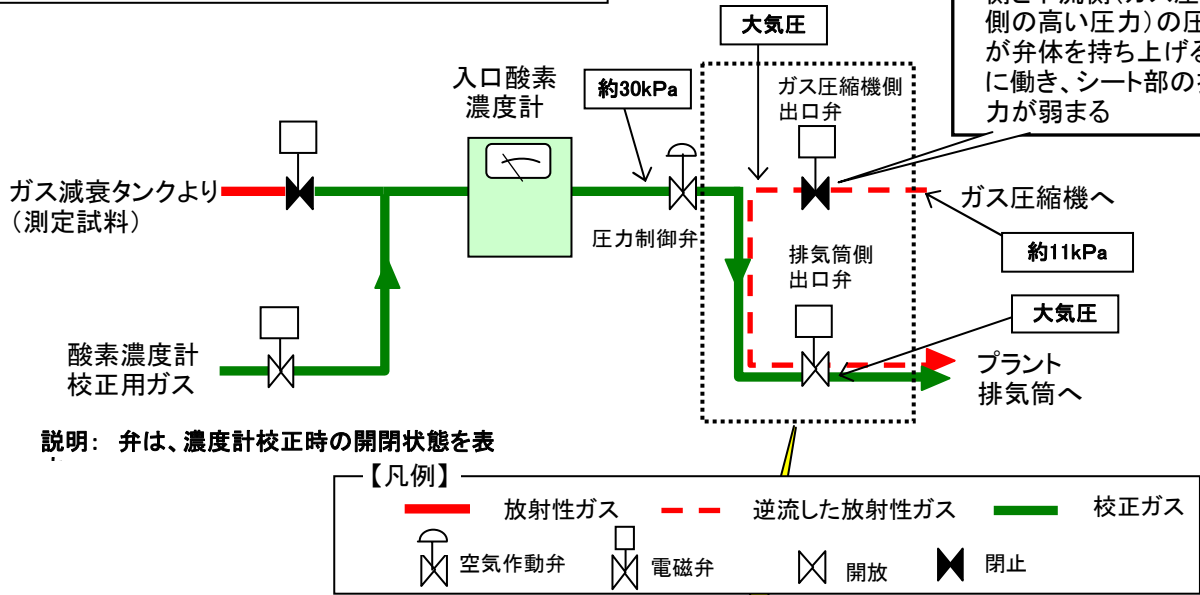 大気圧
側の高い圧力)の圧
が弁体を持ち上げる
に働き、シート部の
力が弱まる
入口酸素
濃度計
約30kPa
ガス圧縮機側
出口弁
ガス減衰タンクより
(測定試料)
ガス圧縮機へ
圧力制御弁
約11kPa
排気筒側
出口弁
大気圧
酸素濃度計
校正用ガス
プラント
排気筒へ
説明: 弁は、濃度計校正時の開閉状態を表
【凡例】
放射性ガス
逆流した放射性ガス
校正ガス
空気作動弁
電磁弁
開放
閉止